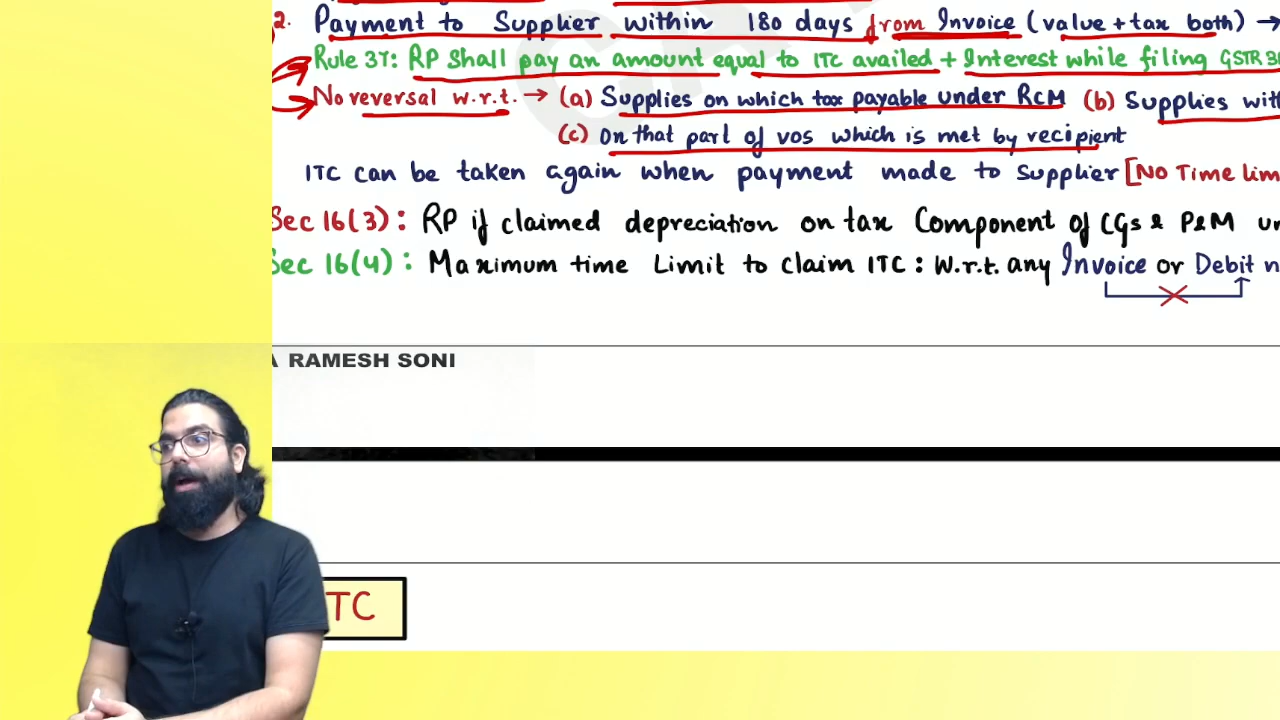 2. Payment to Supplier within 180 days from Invoice (value + tax both) →
Rule 37: RP Shall pay an amount equal to ITC availed + Interest while filing GSTR 3
No reversal w.r.t. → (a) Supplies on which tax payable under RCM (b) Supplies
(c) on that part of vos which is met by recipient
ITC can be taken again when payment made to Supplier [No Time
Sec 16(3): RP if claimed depreciation on tax Component of CGs & P&M
Sec 16(4): Maximum time Limit to claim ITC: W.r.t. any Invoice or Debit n
A RAMESH SONI
TC